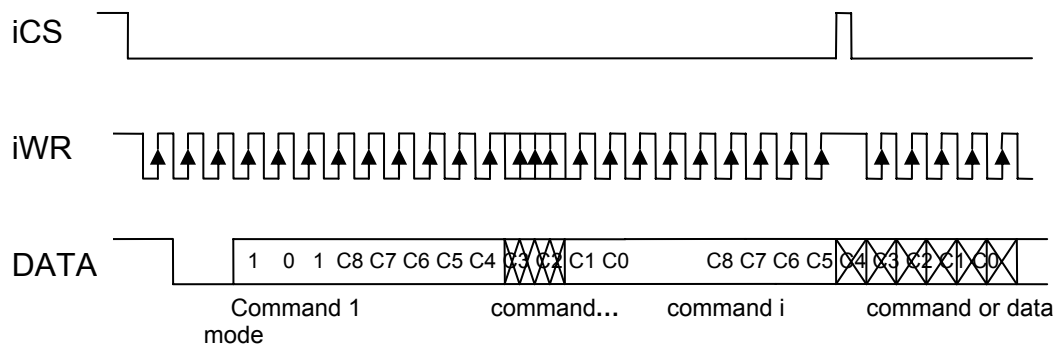 iCS
iWR
DATA
1 0 1 C8 C7 C6 C5 C4 C3 C2 C1 C0 C8 C7 C6 C5 C4 C3 C2 C1 C0
Command 1 command... command i command or data
mode